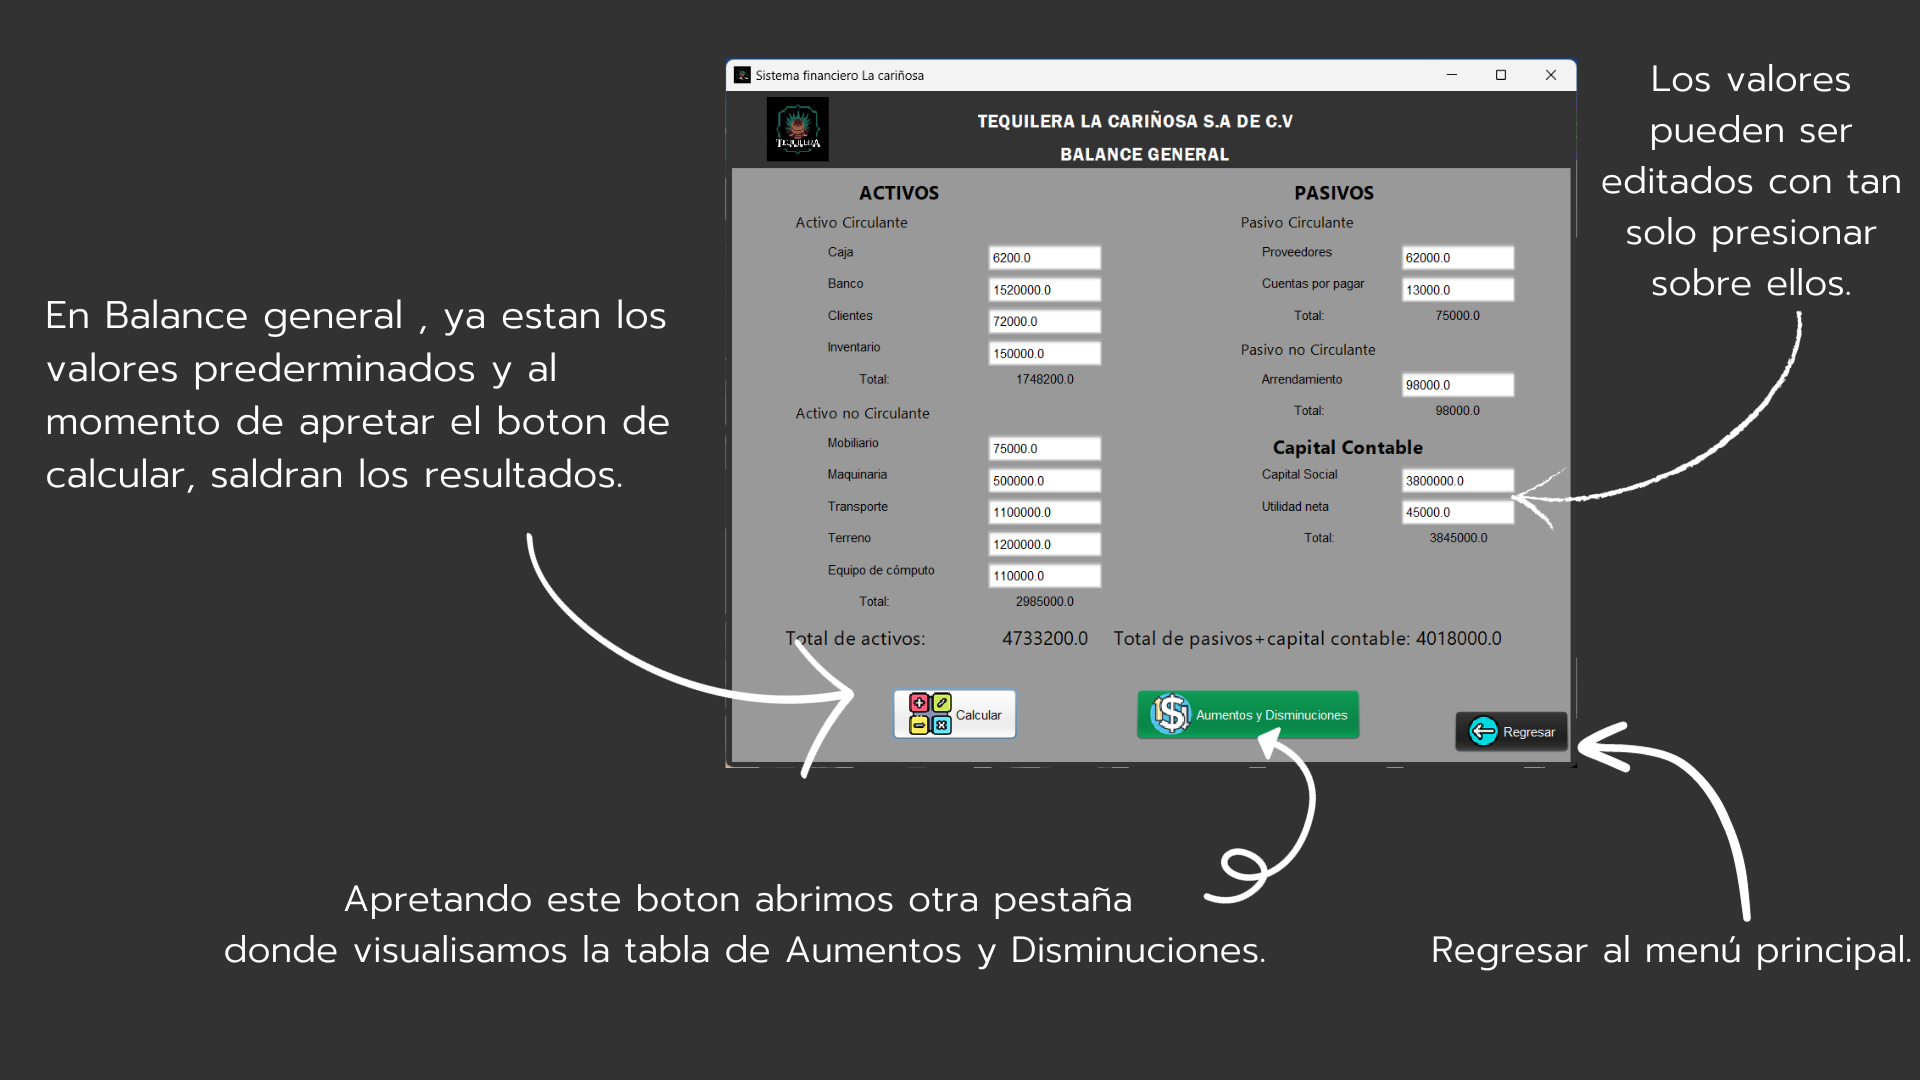 Sistema financiero La cariñosa
TEQUILERA
TEQUILERA LA CARIÑOSA S.A DE C.V
BALANCE GENERAL
ACTIVOS
Activo Circulante
Caja 6200.0
Banco 1520000.0
Clientes 72000.0
Inventario 150000.0
Total: 1748200.0
Activo no Circulante
Mobiliario 75000.0
Maquinaria 500000.0
Transporte 1100000.0
Terreno 1200000.0
Equipo de cómputo 110000.0
Total: 2985000.0
Total de activos: 4733200.0
PASIVOS
Pasivo Circulante
Proveedores 62000.0
Cuentas por pagar 13000.0
Total: 75000.0
Pasivo no Circulante
Arrendamiento 98000.0
Total: 98000.0
Capital Contable
Capital Social 3800000.0
Utilidad neta 45000.0
Total: 3845000.0
Total de pasivos+capital contable: 4018000.0
Calcular
Aumentos y Disminuciones
Regresar
Los valores
pueden ser
editados con tan
solo presionar
sobre ellos.
En Balance general , ya estan los
valores prederminados y al
momento de apretar el boton de
calcular, saldran los resultados.
Apretando este boton abrimos otra pestaña
donde visualisamos la tabla de Aumentos y Disminuciones.
Regresar al menú principal.